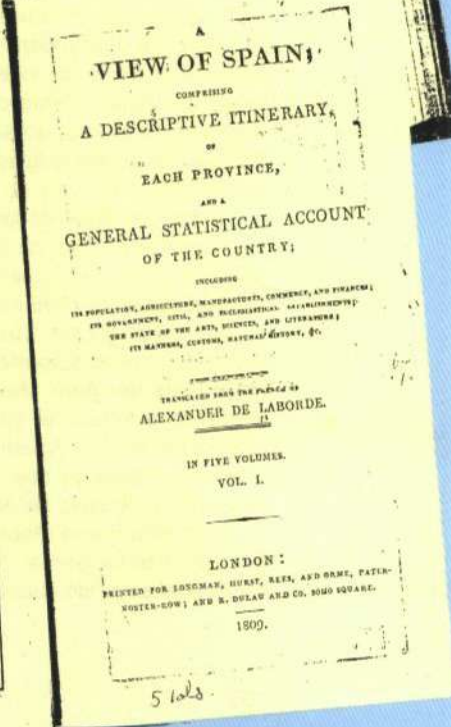 A
VIEW OF SPAIN;
COMPRISING
A DESCRIPTIVE ITINERARY,
OF
EACH PROVINCE,
AND A
GENERAL STATISTICAL ACCOUNT
OF THE COUNTRY;
INCLUDING
ITS POPULATION, AGRICULTURE, MANUFACTURES, COMMERCE, AND FINANCES;
ITS GOVERNMENT, CIVIL, AND ECCLESIASTICAL ESTABLISHMENTS;
THE STATE OF THE ARTS, SCIENCES, AND LITERATURE;
ITS MANNERS, CUSTOMS, NATURAL HISTORY, &c.
TRANSLATED FROM THE FRENCH OF
ALEXANDER DE LABORDE.
IN FIVE VOLUMES.
VOL. I.
LONDON:
PRINTED FOR LONGMAN, HURST, REES, AND ORME, PATER-
NOSTER-ROW; AND R. DULAU AND CO. SOHO SQUARE.
1809.
5 vols.